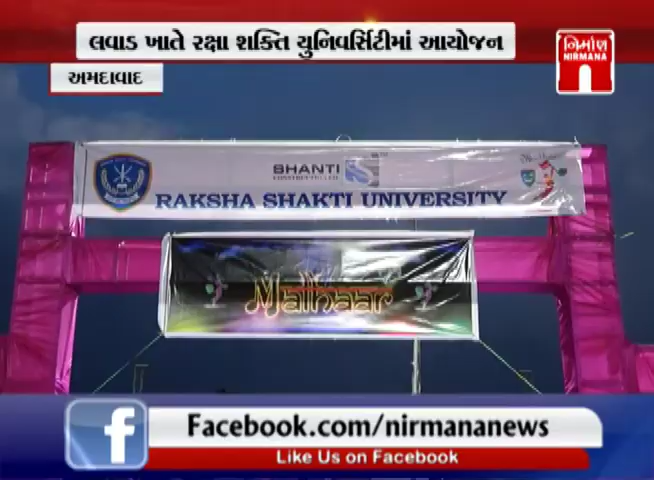 લવાડ ખાતે રક્ષા શક્તિ યુનિવર્સિટીમાં આયોજન
અમદાવાદ
નિર્માણ
NIRMANA
SHANTI
RAKSHA SHAKTI UNIVERSITY
Malhaar
Facebook.com/nirmananews
Like Us on Facebook